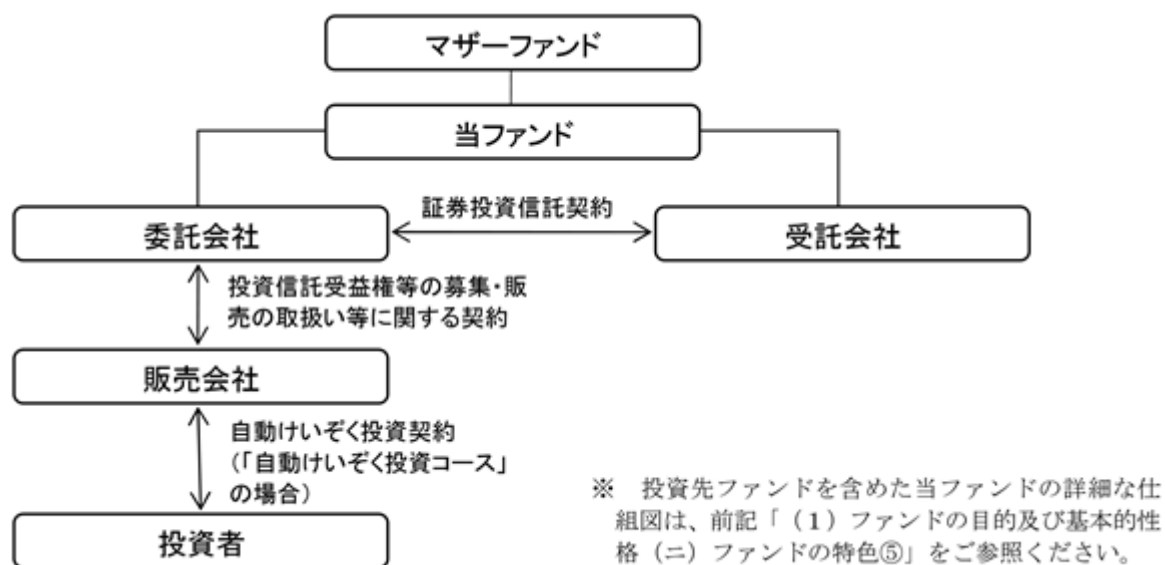 マザーファンド
当ファンド
証券投資信託契約
委託会社
受託会社
投資信託受益権等の募集・販
売の取扱い等に関する契約
販売会社
自動けいぞく投資契約
(「自動けいぞく投資コース」
の場合)
投資者
※ 投資先ファンドを含めた当ファンドの詳細な仕
組図は、前記「(1)ファンドの目的及び基本的性
格(ニ)ファンドの特色⑤」をご参照ください。